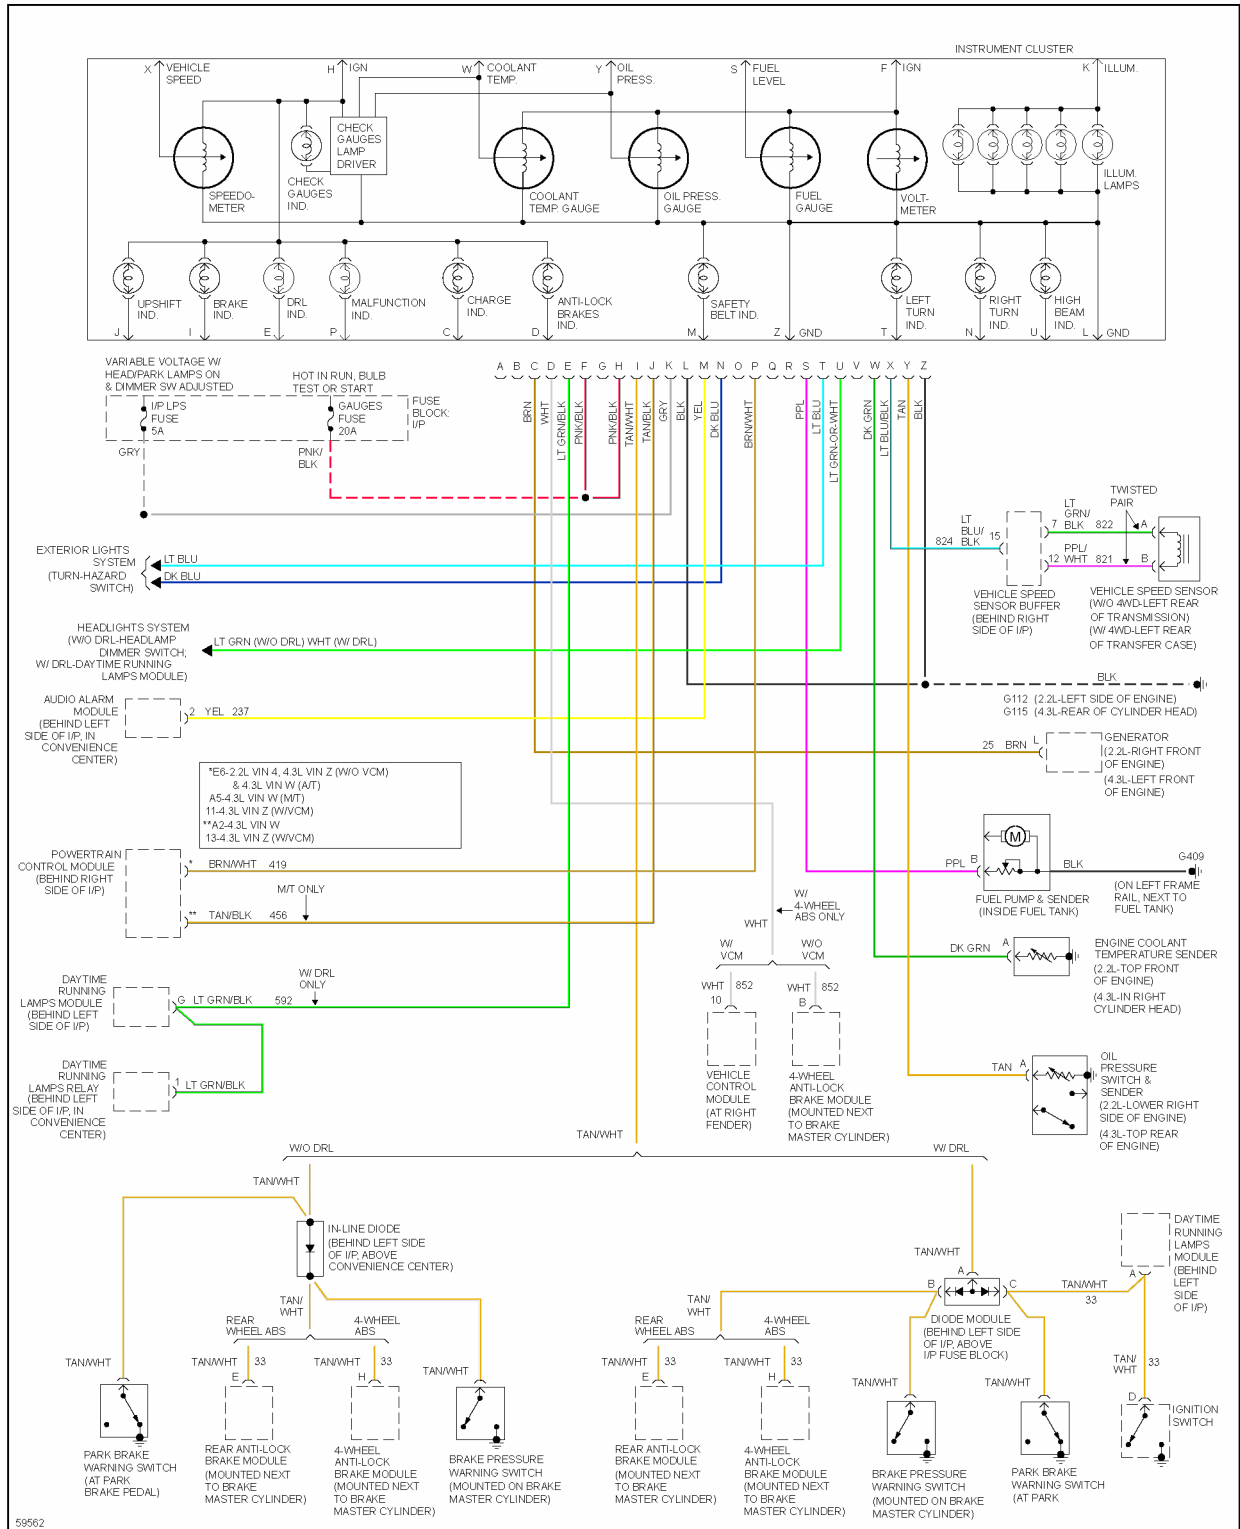 INSTRUMENT CLUSTER
X
VEHICLE
SPEED
H
IGN
W
COOLANT
TEMP.
Y
OIL
PRESS.
S
FUEL
LEVEL
F
IGN
K
ILLUM.
CHECK
GAUGES
LAMP
DRIVER
SPEEDO-
METER
CHECK
GAUGES
IND.
COOLANT
TEMP. GAUGE
OIL PRESS.
GAUGE
FUEL
GAUGE
VOLT-
METER
ILLUM.
LAMPS
UPSHIFT
IND.
BRAKE
IND.
DRL
IND.
MALFUNCTION
IND.
CHARGE
IND.
ANTI-LOCK
BRAKES
IND.
SAFETY
BELT IND.
LEFT
TURN
IND.
RIGHT
TURN
IND.
HIGH
BEAM
IND.
J
I
E
P
C
D
M
Z
GND
T
N
U
L
GND
A B C D E F G H I J K L M N O P Q R S T U V W X Y Z
VARIABLE VOLTAGE W/
HEAD/PARK LAMPS ON
& DIMMER SW ADJUSTED
HOT IN RUN, BULB
TEST OR START
I/P LPS
FUSE
5A
GAUGES
FUSE
20A
FUSE
BLOCK:
I/P
GRY
PNK/
BLK
BRN
WHT
LT GRN/BLK
PNK/BLK
PNK/BLK
TAN/WHT
TAN/BLK
GRY
BLK
YEL
DK BLU
BRN/WHT
PPL
LT BLU
LT GRN-OR-WHT
DK GRN
LT BLU/BLK
TAN
BLK
EXTERIOR LIGHTS
SYSTEM
(TURN-HAZARD
SWITCH)
LT BLU
DK BLU
TWISTED
PAIR
LT
GRN/
7 BLK 822 A
LT
BLU/
824 BLK 15
PPL/
12 WHT 821 B
VEHICLE SPEED
SENSOR BUFFER
(BEHIND RIGHT
SIDE OF I/P)
VEHICLE SPEED SENSOR
(W/O 4WD-LEFT REAR
OF TRANSMISSION)
(W/ 4WD-LEFT REAR
OF TRANSFER CASE)
HEADLIGHTS SYSTEM
(W/O DRL-HEADLAMP
DIMMER SWITCH;
W/ DRL-DAYTIME RUNNING
LAMPS MODULE)
LT GRN (W/O DRL) WHT (W/ DRL)
BLK
G112 (2.2L-LEFT SIDE OF ENGINE)
G115 (4.3L-REAR OF CYLINDER HEAD)
AUDIO ALARM
MODULE
(BEHIND LEFT
SIDE OF I/P, IN
CONVENIENCE
CENTER)
2 YEL 237
25 BRN L
GENERATOR
(2.2L-RIGHT FRONT
OF ENGINE)
(4.3L-LEFT FRONT
OF ENGINE)
*E6-2.2L VIN 4, 4.3L VIN Z (W/O VCM)
& 4.3L VIN W (A/T)
A5-4.3L VIN W (M/T)
11-4.3L VIN Z (W/VCM)
**A2-4.3L VIN W
13-4.3L VIN Z (W/VCM)
POWERTRAIN
CONTROL MODULE
(BEHIND RIGHT
SIDE OF I/P)
* BRN/WHT 419
M/T ONLY
** TAN/BLK 456
M
PPL B
BLK
G409
FUEL PUMP & SENDER
(INSIDE FUEL TANK)
(ON LEFT FRAME
RAIL, NEXT TO
FUEL TANK)
W/
4-WHEEL
ABS ONLY
WHT
W/
VCM
W/O
VCM
WHT 852
10
WHT 852
B
DK GRN A
ENGINE COOLANT
TEMPERATURE SENDER
(2.2L-TOP FRONT
OF ENGINE)
(4.3L-IN RIGHT
CYLINDER HEAD)
DAYTIME
RUNNING
LAMPS MODULE
(BEHIND LEFT
SIDE OF I/P)
G LT GRN/BLK 592
W/ DRL
ONLY
DAYTIME
RUNNING
LAMPS RELAY
(BEHIND LEFT
SIDE OF I/P, IN
CONVENIENCE
CENTER)
1 LT GRN/BLK
VEHICLE
CONTROL
MODULE
(AT RIGHT
FENDER)
4-WHEEL
ANTI-LOCK
BRAKE MODULE
(MOUNTED NEXT
TO BRAKE
MASTER CYLINDER)
TAN A
OIL
PRESSURE
SWITCH &
SENDER
(2.2L-LOWER RIGHT
SIDE OF ENGINE)
(4.3L-TOP REAR
OF ENGINE)
TAN/WHT
W/O DRL
W/ DRL
TAN/WHT
IN-LINE DIODE
(BEHIND LEFT SIDE
OF I/P, ABOVE
CONVENIENCE CENTER)
TAN/
WHT
REAR
WHEEL ABS
4-WHEEL
ABS
TAN/WHT
TAN/WHT 33
E
TAN/WHT 33
H
TAN/WHT
PARK BRAKE
WARNING SWITCH
(AT PARK
BRAKE PEDAL)
REAR ANTI-LOCK
BRAKE MODULE
(MOUNTED NEXT
TO BRAKE
MASTER CYLINDER)
4-WHEEL
ANTI-LOCK
BRAKE MODULE
(MOUNTED NEXT
TO BRAKE
MASTER CYLINDER)
BRAKE PRESSURE
WARNING SWITCH
(MOUNTED ON BRAKE
MASTER CYLINDER)
TAN/WHT
A
B
C
TAN/WHT
33
A
DAYTIME
RUNNING
LAMPS
MODULE
(BEHIND
LEFT
SIDE
OF I/P)
TAN/
WHT
DIODE MODULE
(BEHIND LEFT SIDE
OF I/P, ABOVE
I/P FUSE BLOCK)
REAR
WHEEL ABS
4-WHEEL
ABS
TAN/WHT 33
E
TAN/WHT 33
H
TAN/WHT
TAN/WHT
TAN/
WHT 33
D
IGNITION
SWITCH
REAR ANTI-LOCK
BRAKE MODULE
(MOUNTED NEXT
TO BRAKE
MASTER CYLINDER)
4-WHEEL
ANTI-LOCK
BRAKE MODULE
(MOUNTED NEXT
TO BRAKE
MASTER CYLINDER)
BRAKE PRESSURE
WARNING SWITCH
(MOUNTED ON BRAKE
MASTER CYLINDER)
PARK BRAKE
WARNING SWITCH
(AT PARK
59562